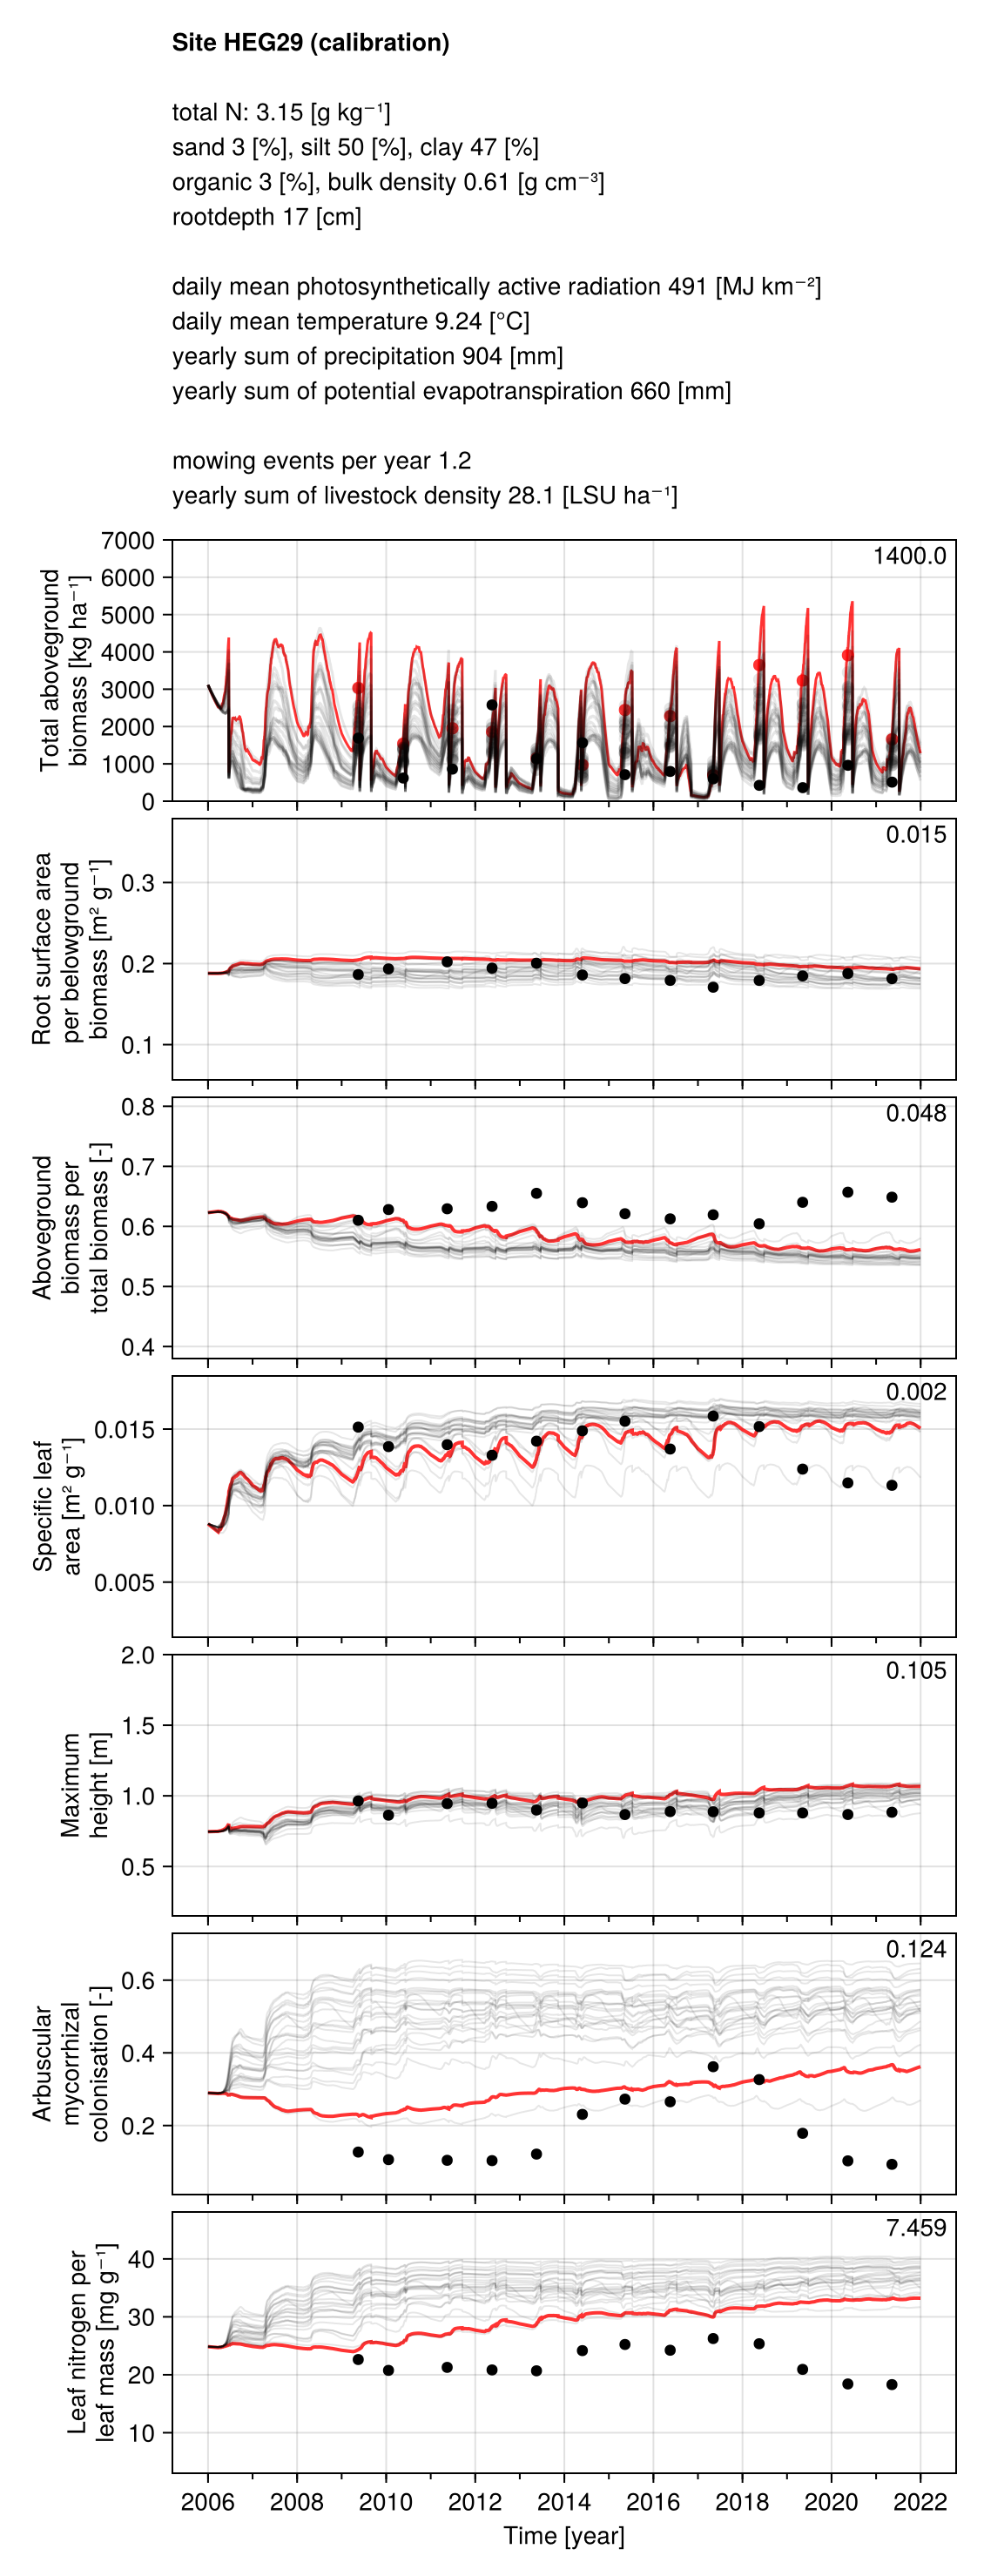 Site HEG29 (calibration)
total N: 3.15 [g kg⁻¹]
sand 3 [%], silt 50 [%], clay 47 [%]
organic 3 [%], bulk density 0.61 [g cm⁻³]
rootdepth 17 [cm]
daily mean photosynthetically active radiation 491 [MJ km⁻²]
daily mean temperature 9.24 [°C]
yearly sum of precipitation 904 [mm]
yearly sum of potential evapotranspiration 660 [mm]
mowing events per year 1.2
yearly sum of livestock density 28.1 [LSU ha⁻¹]
Total aboveground
biomass [kg ha⁻¹]
7000
6000
5000
4000
3000
2000
1000
0
1400.0
Root surface area
per belowground
biomass [m² g⁻¹]
0.3
0.2
0.1
0.015
Aboveground
biomass per
total biomass [-]
0.8
0.7
0.6
0.5
0.4
0.048
Specific leaf
area [m² g⁻¹]
0.015
0.010
0.005
0.002
Maximum
height [m]
2.0
1.5
1.0
0.5
0.105
Arbuscular
mycorrhizal
colonisation [-]
0.6
0.4
0.2
0.124
Leaf nitrogen per
leaf mass [mg g⁻¹]
40
30
20
10
7.459
2006 2008 2010 2012 2014 2016 2018 2020 2022
Time [year]